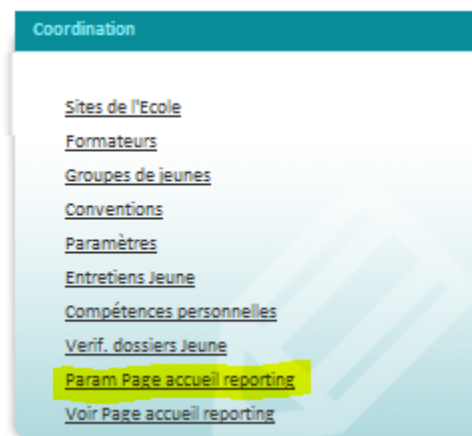 Coordination
Sites de l'Ecole
Formateurs
Groupes de jeunes
Conventions
Paramètres
Entretiens Jeune
Compétences personnelles
Verif. dossiers Jeune
Param Page accueil reporting
Voir Page accueil reporting